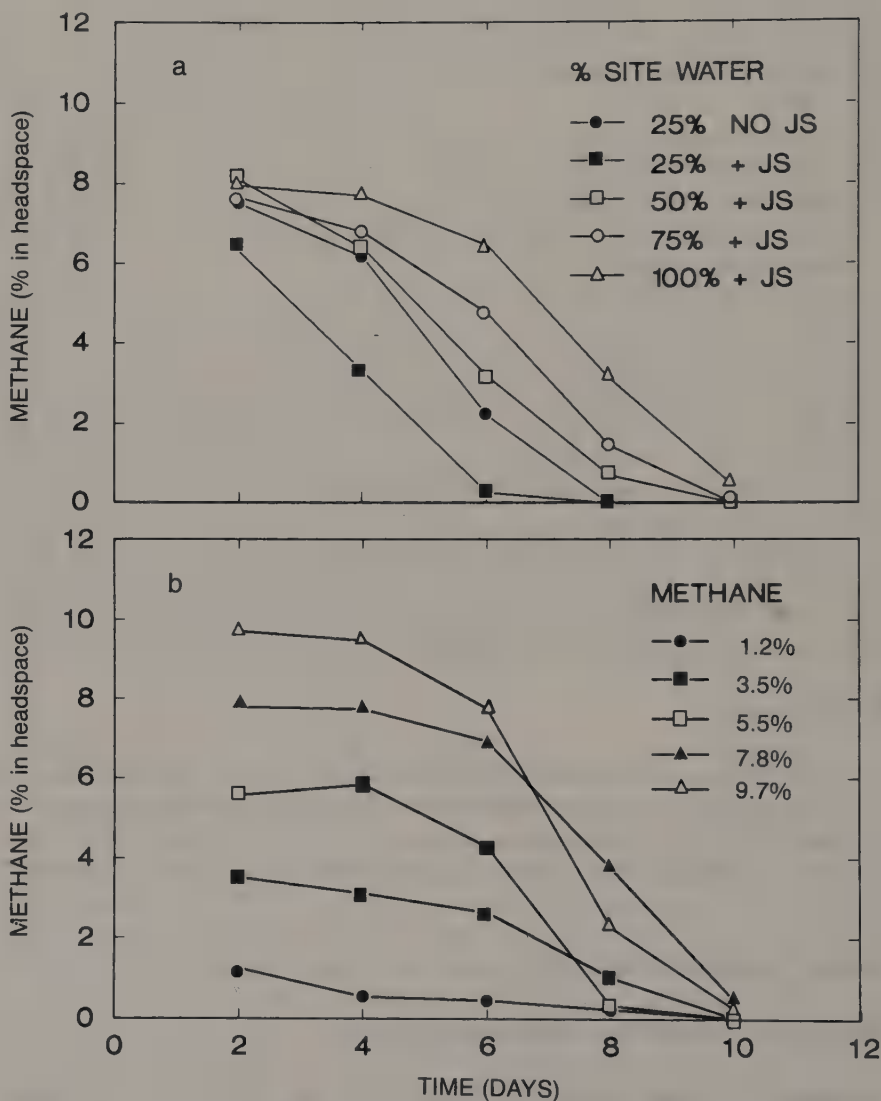 12
10
8
6
4
2
0
METHANE (% in headspace)
a
% SITE WATER
25% NO JS
25% + JS
50% + JS
75% + JS
100% + JS
12
10
8
6
4
2
0
METHANE (% in headspace)
b
METHANE
1.2%
3.5%
5.5%
7.8%
9.7%
0 2 4 6 8 10 12
TIME (DAYS)